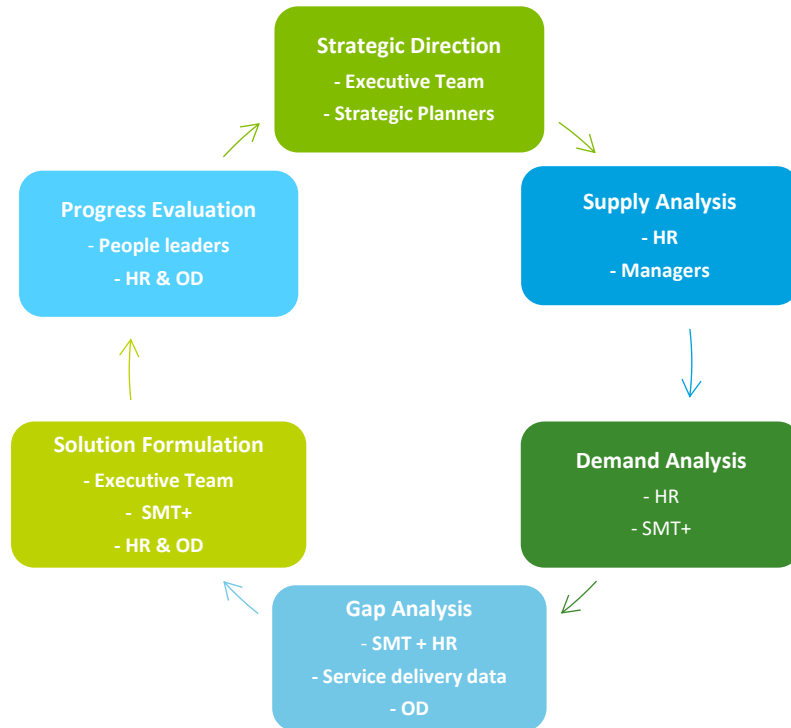 Strategic Direction
- Executive Team
- Strategic Planners
Supply Analysis
- HR
- Managers
Demand Analysis
- HR
- SMT+
Gap Analysis
- SMT + HR
- Service delivery data
- OD
Solution Formulation
- Executive Team
- SMT+
- HR & OD
Progress Evaluation
- People leaders
- HR & OD